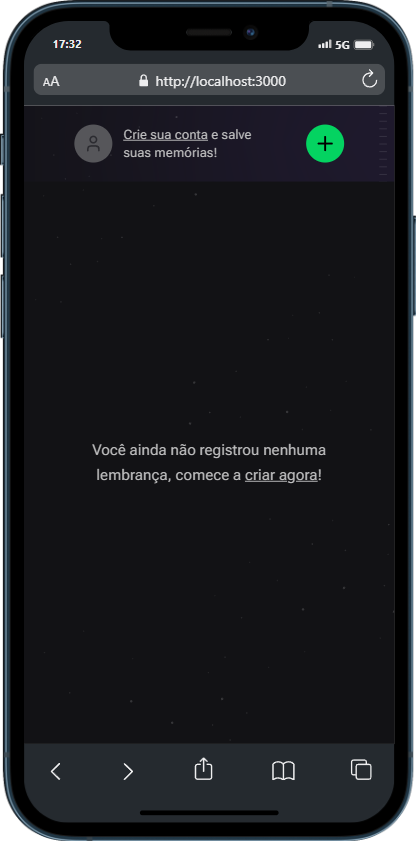 17:32
5G
AA
http://localhost:3000
Crie sua conta e salve
suas memórias!
Você ainda não registrou nenhuma
lembrança, comece a criar agora!